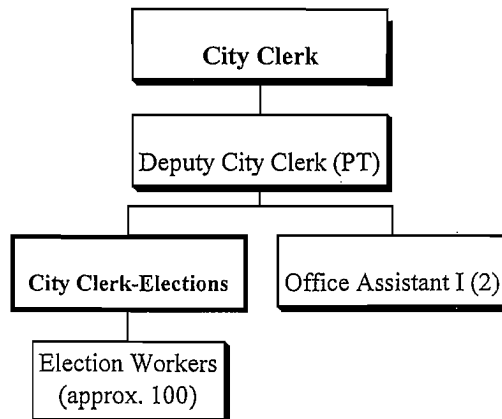 City Clerk
Deputy City Clerk (PT)
City Clerk-Elections
Office Assistant I (2)
Election Workers
(approx. 100)